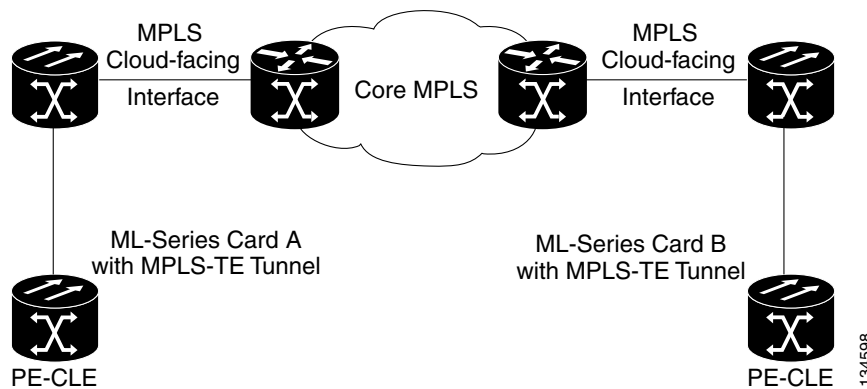 MPLS
Cloud-facing
Interface
Core MPLS
MPLS
Cloud-facing
Interface
ML-Series Card A
with MPLS-TE Tunnel
ML-Series Card B
with MPLS-TE Tunnel
PE-CLE
PE-CLE
134598